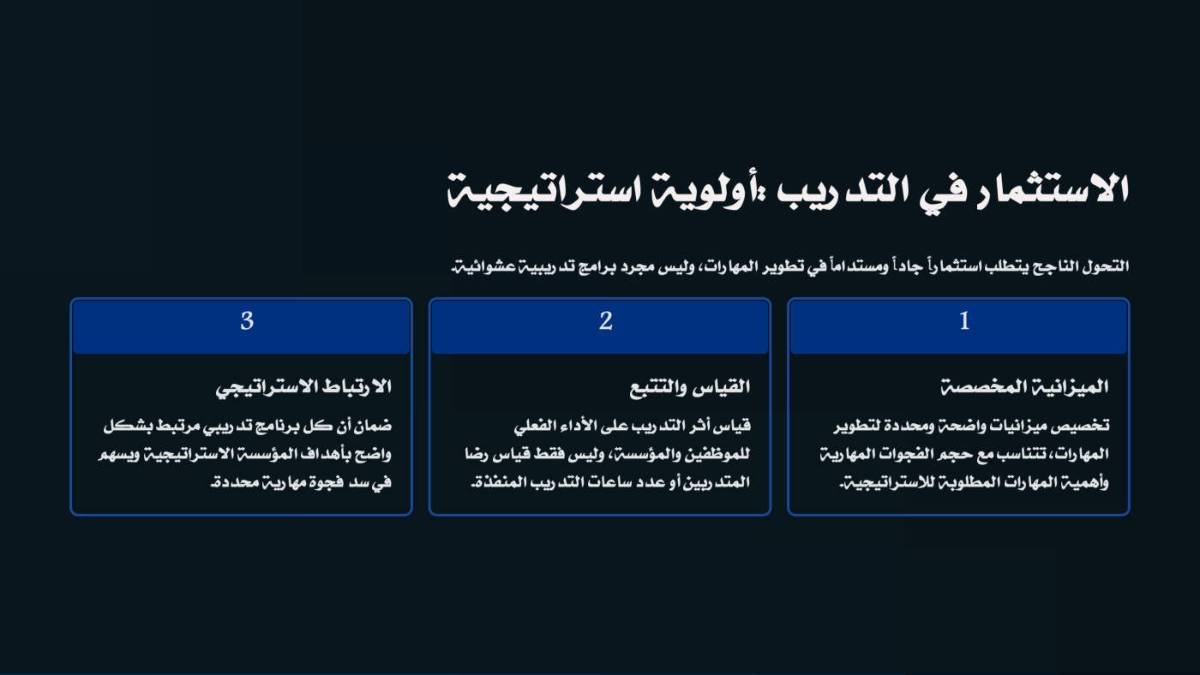 الاستثمار في التدريب :أولوية استراتيجية
التحول الناجح يتطلب استثماراً جاداً ومستداماً في تطوير المهارات، وليس مجرد برامج تدريبية عشوائية.
1
الميزانية المخصصة
تخصيص ميزانيات واضحة ومحددة لتطوير
المهارات، تتناسب مع حجم الفجوات المهارية
وأهمية المهارات المطلوبة للاستراتيجية.
2
القياس والتتبع
قياس أثر التدريب على الأداء الفعلي
للموظفين والمؤسسة، وليس فقط قياس رضا
المتدربين أو عدد ساعات التدريب المنفذة.
3
الارتباط الاستراتيجي
ضمان أن كل برنامج تدريبي مرتبط بشكل
واضح بأهداف المؤسسة الاستراتيجية ويسهم
في سد فجوة مهارية محددة.